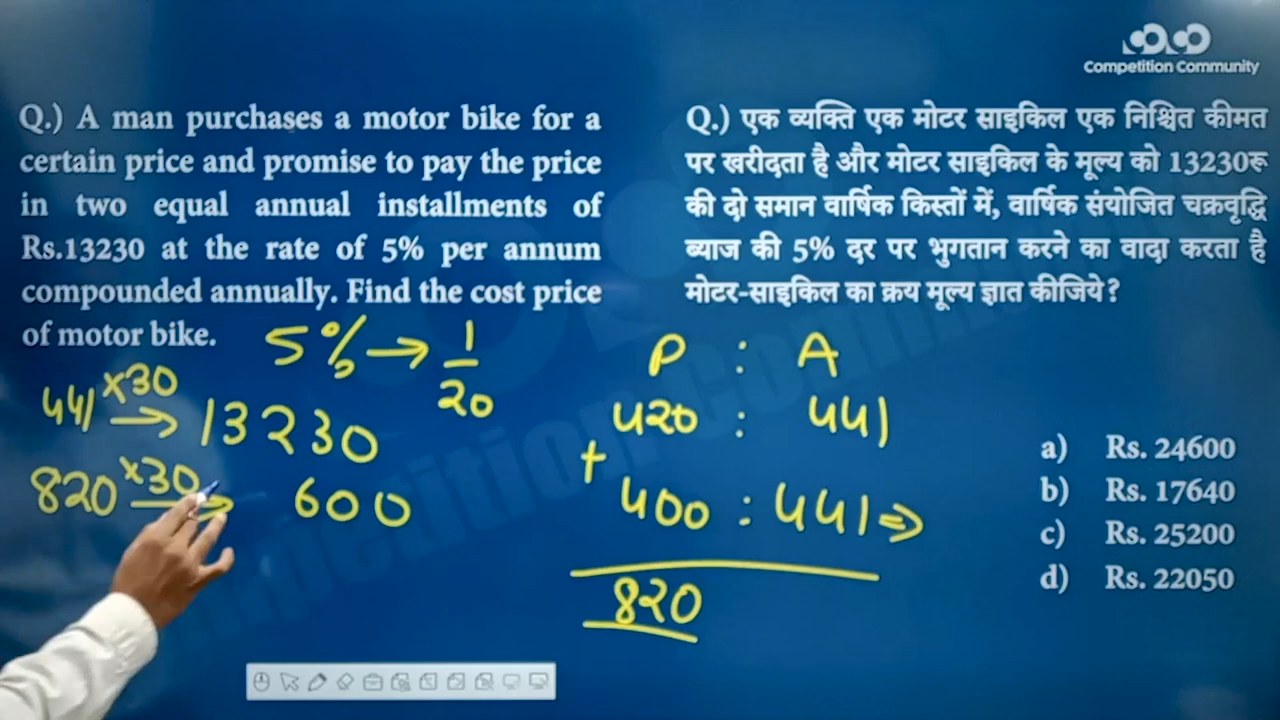 Competition Community
Q.) A man purchases a motor bike for a
certain price and promise to pay the price
in two equal annual installments of
Rs.13230 at the rate of 5% per annum
compounded annually. Find the cost price
of motor bike.
Q.) एक व्यक्ति एक मोटर साइकिल एक निश्चित कीमत
पर खरीदता है और मोटर साइकिल के मूल्य को 13230रू
की दो समान वार्षिक किस्तों में, वार्षिक संयोजित चक्रवृद्धि
ब्याज की 5% दर पर भुगतान करने का वादा करता है
मोटर-साइकिल का क्रय मूल्य ज्ञात कीजिये?
5% → 1/20
441 ×30 → 13230
820 ×30 → 600
P : A
420 : 441
+
400 : 441 ⇒
820
a) Rs. 24600
b) Rs. 17640
c) Rs. 25200
d) Rs. 22050